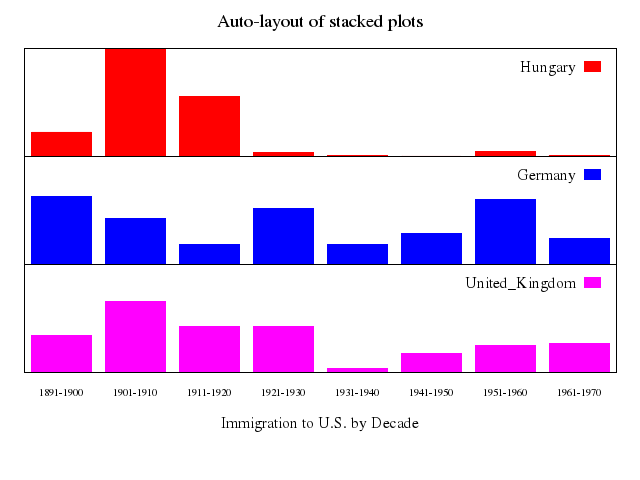 Auto-layout of stacked plots
Hungary
Germany
United_Kingdom
1891-1900 1901-1910 1911-1920 1921-1930 1931-1940 1941-1950 1951-1960 1961-1970
Immigration to U.S. by Decade